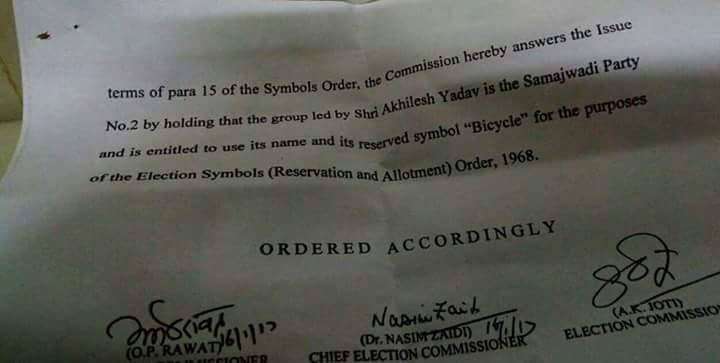 terms of para 15 of the Symbols Order, the Commission hereby answers the Issue
No.2 by holding that the group led by Shri Akhilesh Yadav is the Samajwadi Party
and is entitled to use its name and its reserved symbol “Bicycle” for the purposes
of the Election Symbols (Reservation and Allotment) Order, 1968.
ORDERED ACCORDINGLY
Nasim Zaidi
(O.P. RAWAT) (Dr. NASIM ZAIDI) (A.K. JOTI)
CHIEF ELECTION COMMISSIONER ELECTION COMMISSIO